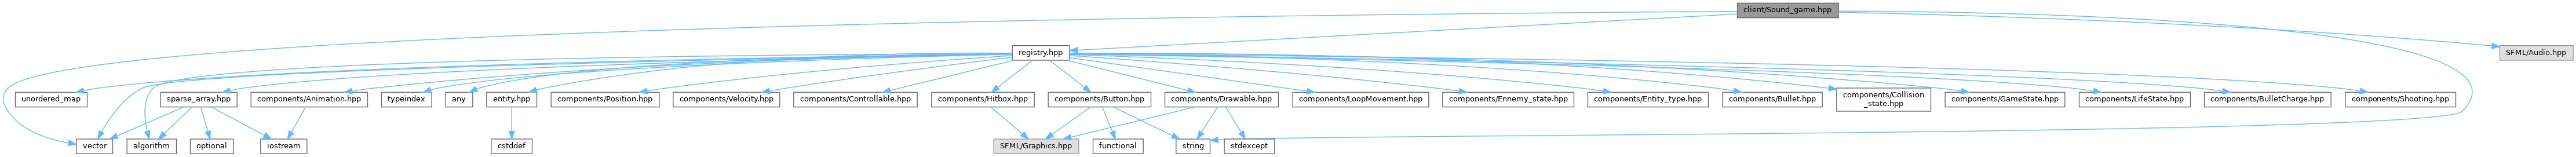 client/Sound_game.hpp
registry.hpp
SFML/Audio.hpp
unordered_map
sparse_array.hpp
components/Animation.hpp
typeindex
any
entity.hpp
components/Position.hpp
components/Velocity.hpp
components/Controllable.hpp
components/Hitbox.hpp
components/Button.hpp
components/Drawable.hpp
components/LoopMovement.hpp
components/Ennemy_state.hpp
components/Entity_type.hpp
components/Bullet.hpp
components/Collision
_state.hpp
components/GameState.hpp
components/LifeState.hpp
components/BulletCharge.hpp
components/Shooting.hpp
vector
algorithm
optional
iostream
cstddef
SFML/Graphics.hpp
functional
string
stdexcept